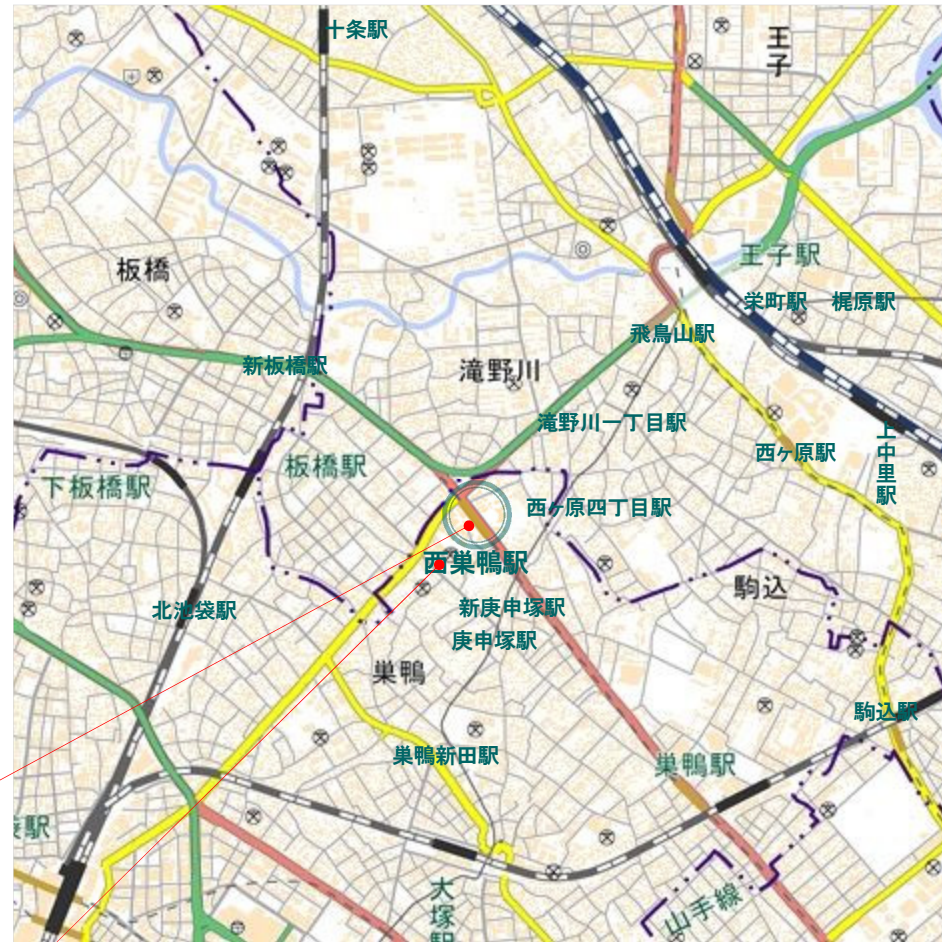 十条駅
王子
板橋
王子駅
栄町駅
梶原駅
飛鳥山駅
新板橋駅
滝野川
滝野川一丁目駅
上中里駅
西ヶ原駅
板橋駅
下板橋駅
西ヶ原四丁目駅
西巣鴨駅
駒込
北池袋駅
新庚申塚駅
庚申塚駅
巣鴨
駒込駅
巣鴨新田駅
巣鴨駅
駅
大塚駅
山手線